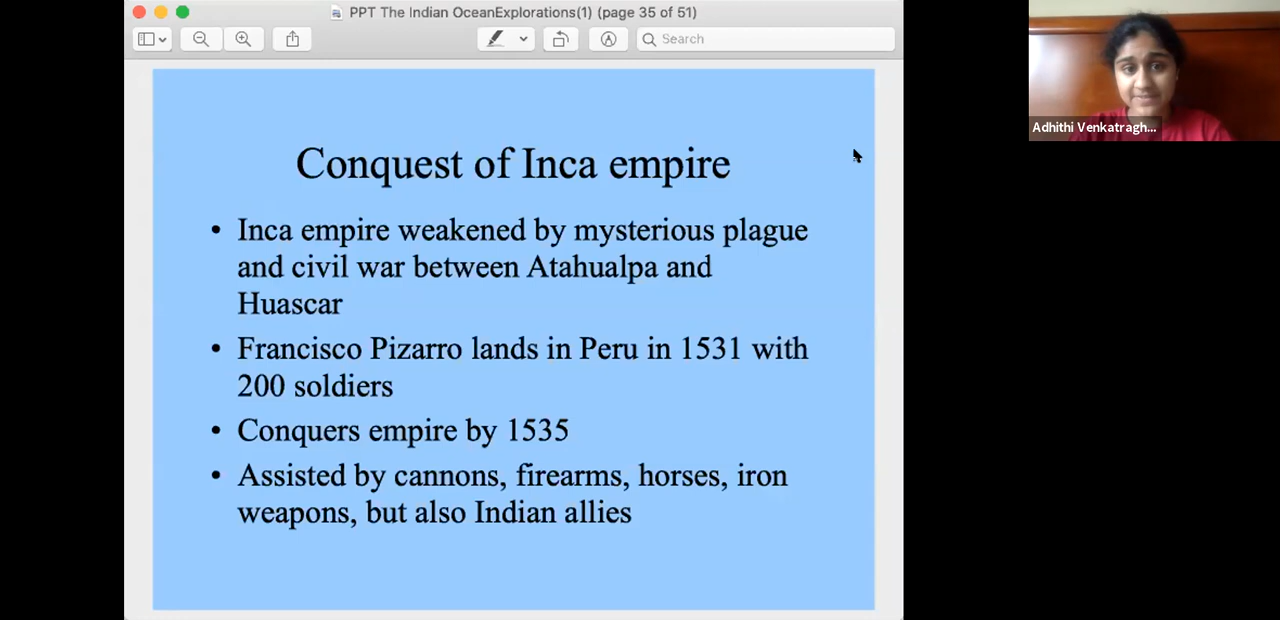 PPT The Indian OceanExplorations(1) (page 35 of 51)
Search
Adhithi Venkatragh...
Conquest of Inca empire
• Inca empire weakened by mysterious plague
and civil war between Atahualpa and
Huascar
• Francisco Pizarro lands in Peru in 1531 with
200 soldiers
• Conquers empire by 1535
• Assisted by cannons, firearms, horses, iron
weapons, but also Indian allies